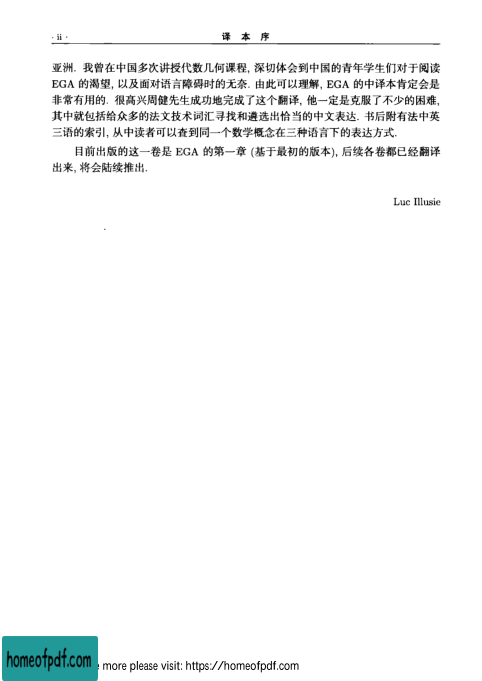 · ii · 译 本 序
亚洲. 我曾在中国多次讲授代数几何课程, 深切体会到中国的青年学生们对于阅读
EGA 的渴望, 以及面对语言障碍时的无奈. 由此可以理解, EGA 的中译本肯定会是
非常有用的. 很高兴周健先生成功地完成了这个翻译, 他一定是克服了不少的困难,
其中就包括给众多的法文技术词汇寻找和遴选出恰当的中文表达. 书后附有法中英
三语的索引, 从中读者可以查到同一个数学概念在三种语言下的表达方式.
目前出版的这一卷是 EGA 的第一章 (基于最初的版本), 后续各卷都已经翻译
出来, 将会陆续推出.
Luc Illusie
homeofpdf.com more please visit: https://homeofpdf.com